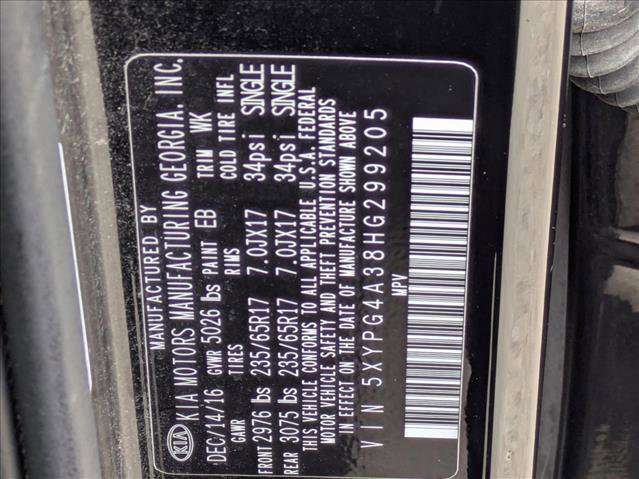 MANUFACTURED BY
KIA KIA MOTORS MANUFACTURING GEORGIA. INC.
DEC/14/16 GVWR 5026 lbs PAINT EB TRIM WK
GAWR TIRES RIMS COLD TIRE INFL
FRONT 2976 lbs 235/65R17 7.0JX17 34psi SINGLE
REAR 3075 lbs 235/65R17 7.0JX17 34psi SINGLE
THIS VEHICLE CONFORMS TO ALL APPLICABLE U.S.A. FEDERAL
MOTOR VEHICLE SAFETY AND THEFT PREVENTION STANDARDS
IN EFFECT ON THE DATE OF MANUFACTURE SHOWN ABOVE
VIN 5XYPG4A38HG299205
MPV